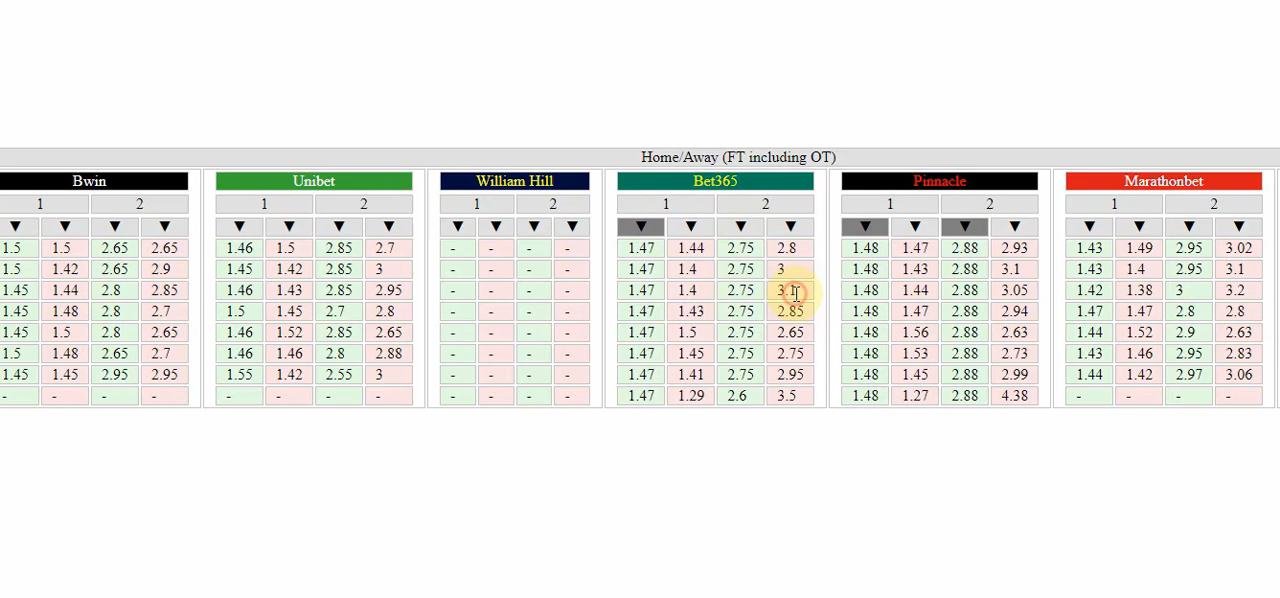 Home/Away (FT including OT)
Bwin Unibet William Hill Bet365 Pinnacle Marathonbet
1 2 1 2 1 2 1 2 1 2 1 2
▼ ▼ ▼ ▼ ▼ ▼ ▼ ▼ ▼ ▼ ▼ ▼ ▼ ▼ ▼ ▼ ▼ ▼ ▼ ▼ ▼ ▼ ▼ ▼
1.5 1.5 2.65 2.65 1.46 1.5 2.85 2.7 - - - - 1.47 1.44 2.75 2.8 1.48 1.47 2.88 2.93 1.43 1.49 2.95 3.02
1.5 1.42 2.65 2.9 1.45 1.42 2.85 3 - - - - 1.47 1.4 2.75 3 1.48 1.43 2.88 3.1 1.43 1.4 2.95 3.1
1.45 1.44 2.8 2.85 1.46 1.43 2.85 2.95 - - - - 1.47 1.4 2.75 3.1 1.48 1.44 2.88 3.05 1.42 1.38 3 3.2
1.45 1.48 2.8 2.7 1.5 1.45 2.7 2.8 - - - - 1.47 1.43 2.75 2.85 1.48 1.47 2.88 2.94 1.47 1.47 2.8 2.8
1.45 1.5 2.8 2.65 1.46 1.52 2.85 2.65 - - - - 1.47 1.5 2.75 2.65 1.48 1.56 2.88 2.63 1.44 1.52 2.9 2.63
1.5 1.48 2.65 2.7 1.46 1.46 2.8 2.88 - - - - 1.47 1.45 2.75 2.75 1.48 1.53 2.88 2.73 1.43 1.46 2.95 2.83
1.45 1.45 2.95 2.95 1.55 1.42 2.55 3 - - - - 1.47 1.41 2.75 2.95 1.48 1.45 2.88 2.99 1.44 1.42 2.97 3.06
- - - - - - - - - - - - 1.47 1.29 2.6 3.5 1.48 1.27 2.88 4.38 - - - -